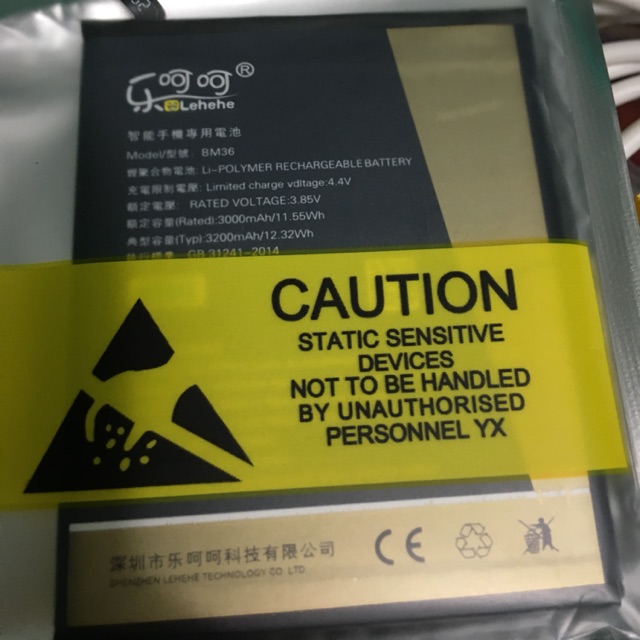 乐呵呵®
Lehehe
智能手機專用電池
Model/型號: BM36
鋰聚合物電池: Li-POLYMER RECHARGEABLE BATTERY
充電限制電壓: Limited charge vdltage:4.4V
額定電壓: RATED VOLTAGE:3.85V
額定容量(Rated):3000mAh/11.55Wh
典型容量(Typ):3200mAh/12.32Wh
執行標準: GB 31241-2014
CAUTION
STATIC SENSITIVE
DEVICES
NOT TO BE HANDLED
BY UNAUTHORISED
PERSONNEL YX
深圳市乐呵呵科技有限公司
SHENZHEN LEHEHE TECHNOLOGY CO. LTD
CE